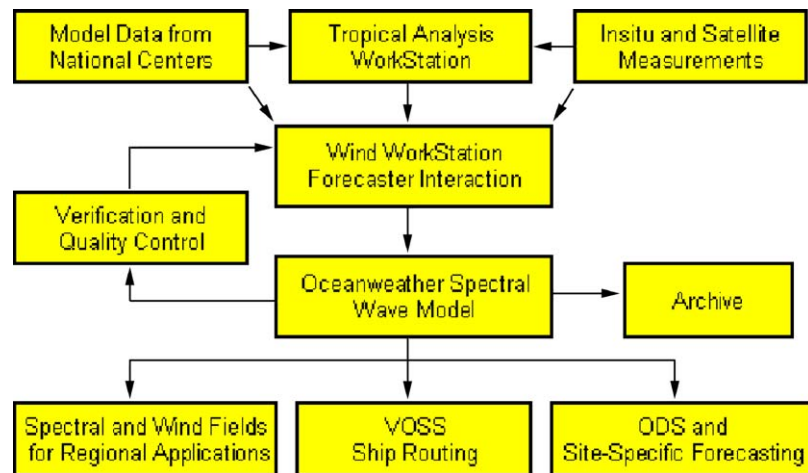 Model Data from
National Centers
Tropical Analysis
WorkStation
Insitu and Satellite
Measurements
Wind WorkStation
Forecaster Interaction
Verification and
Quality Control
Oceanweather Spectral
Wave Model
Archive
Spectral and Wind Fields
for Regional Applications
VOSS
Ship Routing
ODS and
Site-Specific Forecasting